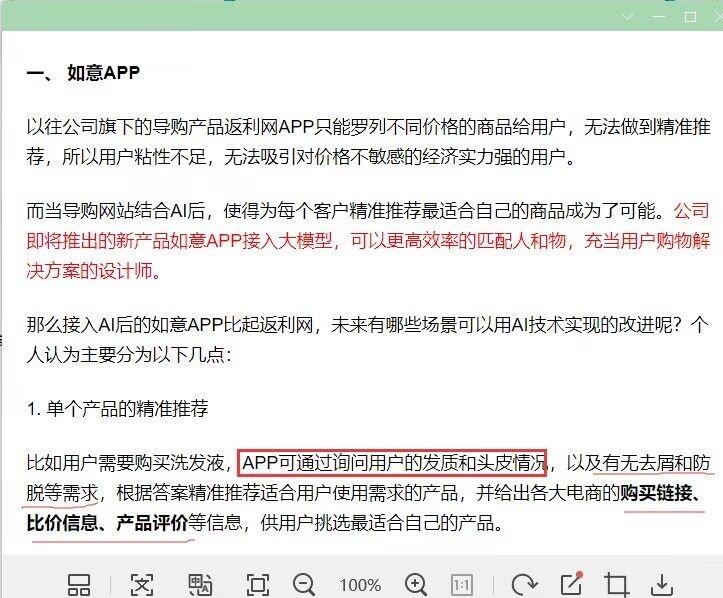 一、 如意APP
以往公司旗下的导购产品返利网APP只能罗列不同价格的商品给用户，无法做到精准推
荐，所以用户粘性不足，无法吸引对价格不敏感的经济实力强的用户。
而当导购网站结合AI后，使得为每个客户精准推荐最适合自己的商品成为了可能。公司
即将推出的新产品如意APP接入大模型，可以更高效率的匹配人和物，充当用户购物解
决方案的设计师。
那么接入AI后的如意APP比起返利网，未来有哪些场景可以用AI技术实现的改进呢？个
人认为主要分为以下几点：
1. 单个产品的精准推荐
比如用户需要购买洗发液，APP可通过询问用户的发质和头皮情况，以及有无去屑和防
脱等需求，根据答案精准推荐适合用户使用需求的产品，并给出各大电商的购买链接、
比价信息、产品评价等信息，供用户挑选最适合自己的产品。
100%
1:1